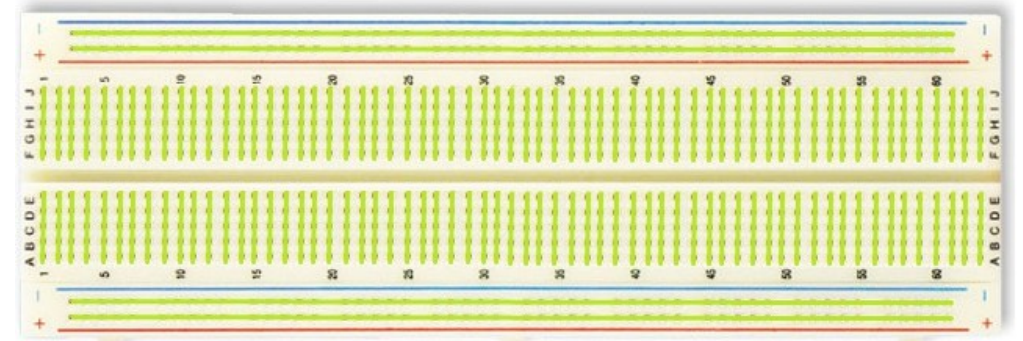 − −
+ +
1 5 10 15 20 25 30 35 40 45 50 55 60
J J
I I
H H
G G
F F
E E
D D
C C
B B
A A
1 5 10 15 20 25 30 35 40 45 50 55 60
− −
+ +